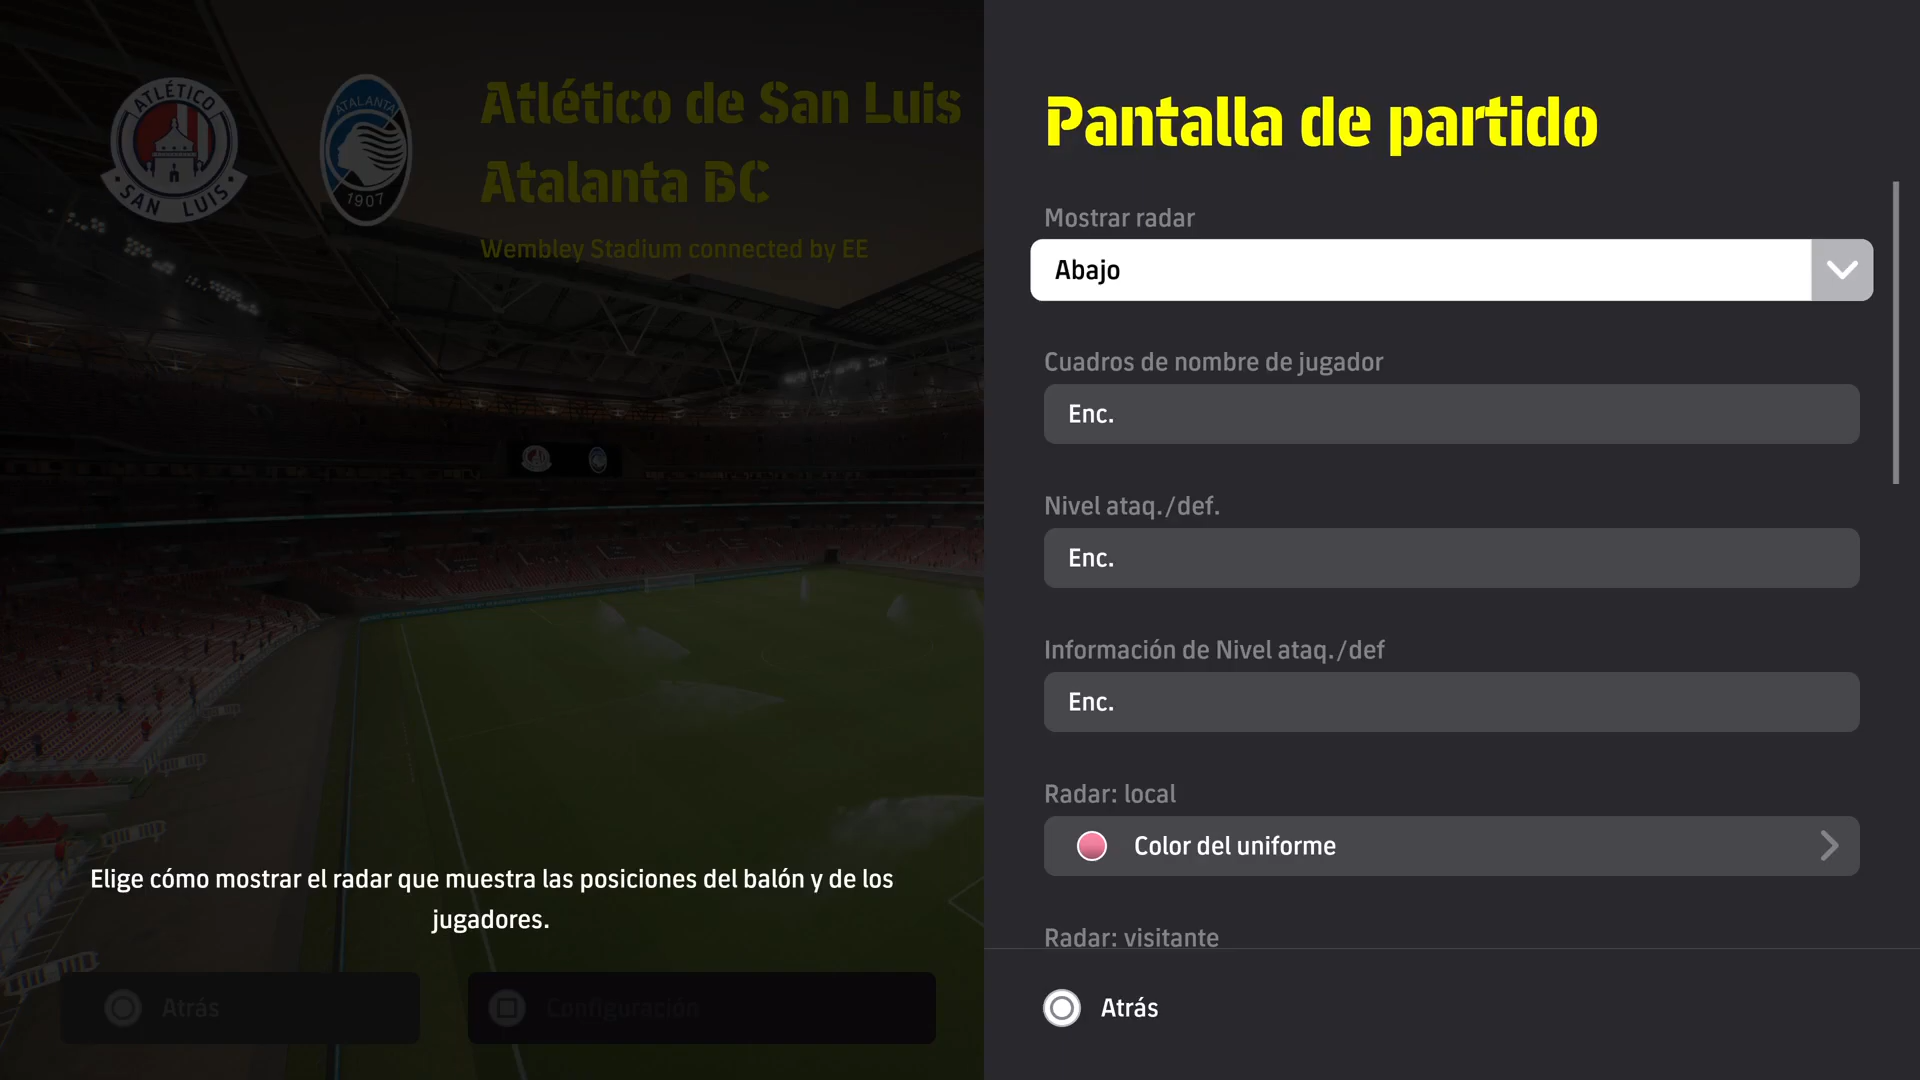 ATLÉTICO
SAN LUIS
ATALANTA
1907
Atlético de San Luis
Atalanta BC
Wembley Stadium connected by EE
Pantalla de partido
Mostrar radar
Abajo
Cuadros de nombre de jugador
Enc.
Nivel ataq./def.
Enc.
Información de Nivel ataq./def
Enc.
Radar: local
Color del uniforme
Radar: visitante
Elige cómo mostrar el radar que muestra las posiciones del balón y de los
jugadores.
Atrás
Configuración
Atrás